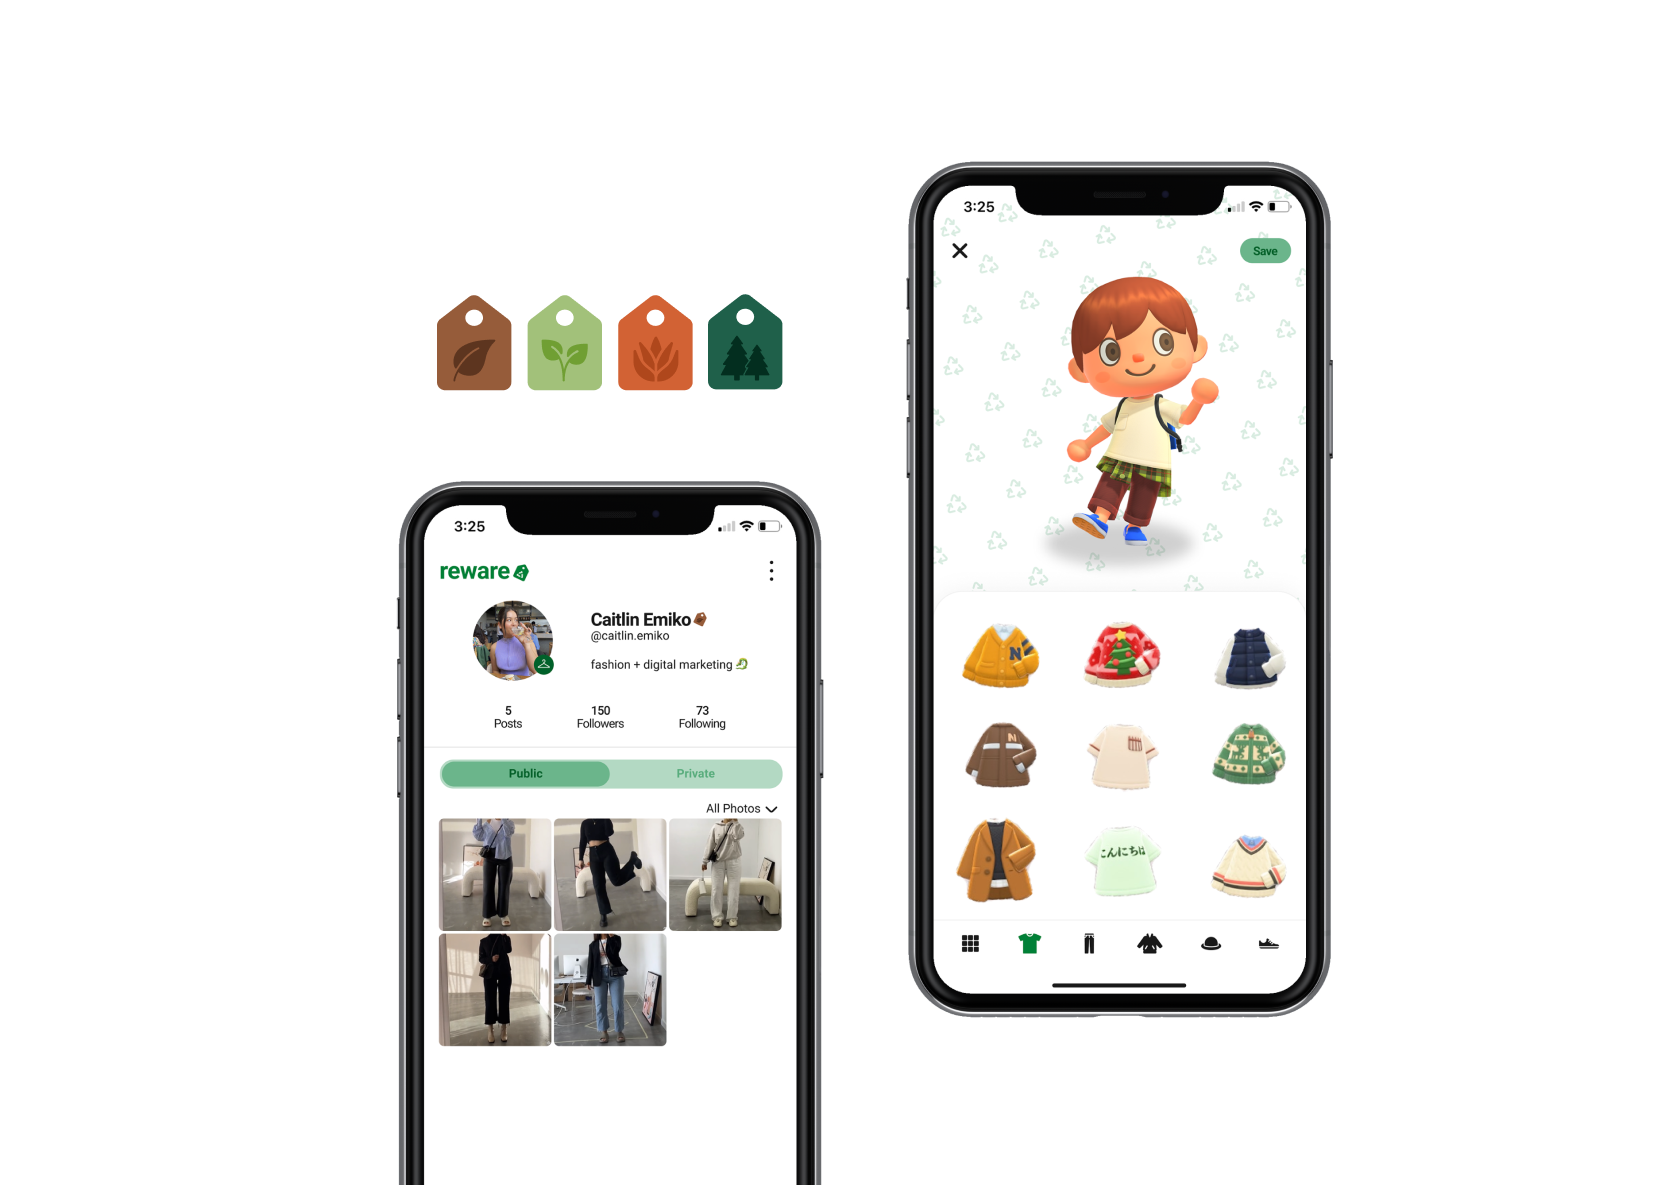 3:25
Save
N
N
こんにちは
3:25
reware
Caitlin Emiko
@caitlin.emiko
fashion + digital marketing
5 150 73
Posts Followers Following
Public Private
All Photos